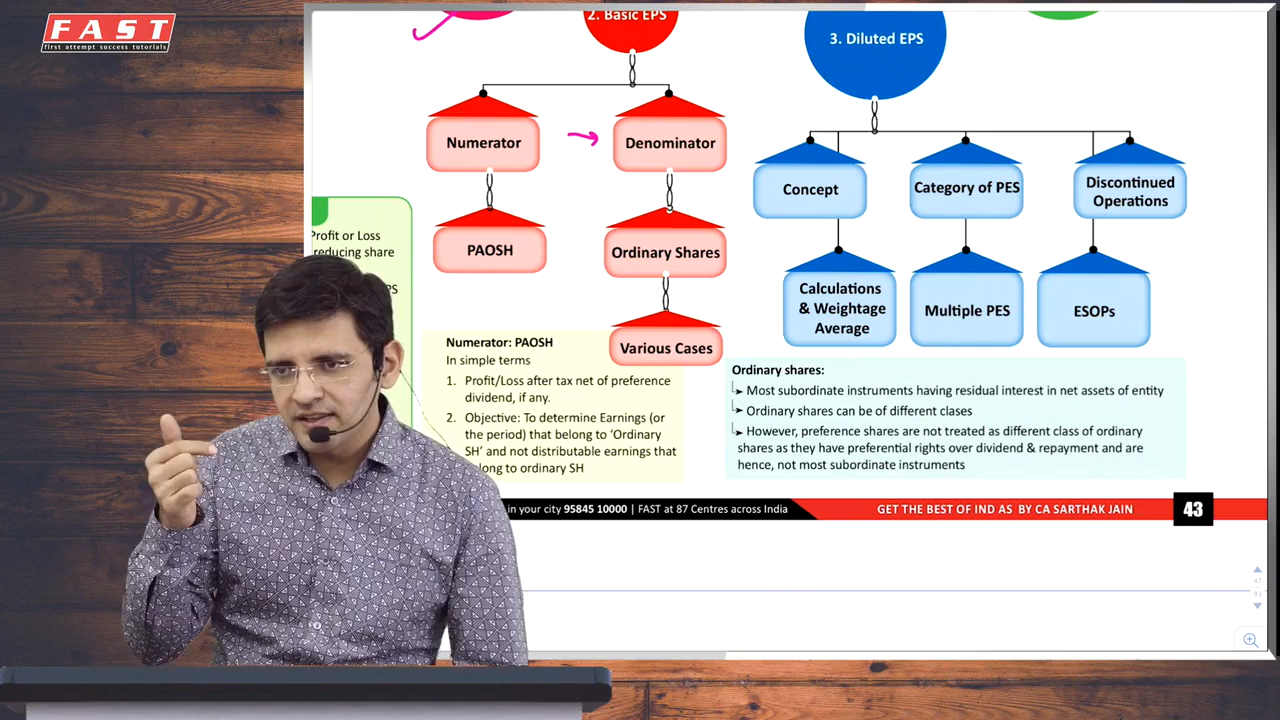 FAST
first attempt success tutorials
2. Basic EPS
3. Diluted EPS
Numerator
Denominator
Concept
Category of PES
Discontinued
Operations
PAOSH
Ordinary Shares
Calculations
& Weightage
Average
Multiple PES
ESOPs
Various Cases
Profit or Loss
reducing share
Numerator: PAOSH
In simple terms
1. Profit/Loss after tax net of preference
dividend, if any.
2. Objective: To determine Earnings (or
the period) that belong to ‘Ordinary
SH’ and not distributable earnings that
long to ordinary SH
Ordinary shares:
Most subordinate instruments having residual interest in net assets of entity
Ordinary shares can be of different classes
However, preference shares are not treated as different class of ordinary
shares as they have preferential rights over dividend & repayment and are
hence, not most subordinate instruments
in your city 95845 10000 | FAST at 87 Centres across India
GET THE BEST OF IND AS BY CA SARTHAK JAIN
43
47
93